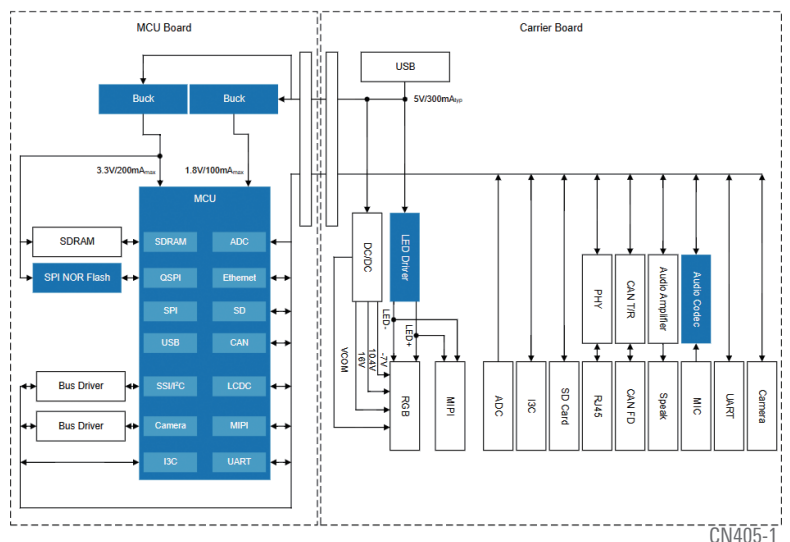 MCU Board
Carrier Board
USB
Buck
Buck
5V/300mAtyp.
3.3V/200mAmax
1.8V/100mAmax
MCU
SDRAM
SDRAM
ADC
SPI NOR Flash
QSPI
Ethernet
SPI
SD
USB
CAN
Bus Driver
SSI/I²C
LCDC
Bus Driver
Camera
MIPI
I3C
UART
DC/DC
LED Driver
LED-
LED+
VCOM
16V
10.4V
-7V
RGB
MIPI
PHY
CAN T/R
Audio Amplifier
Audio Codec
ADC
I3C
SD Card
RJ45
CAN FD
Speak
MIC
UART
Camera
CN405-1